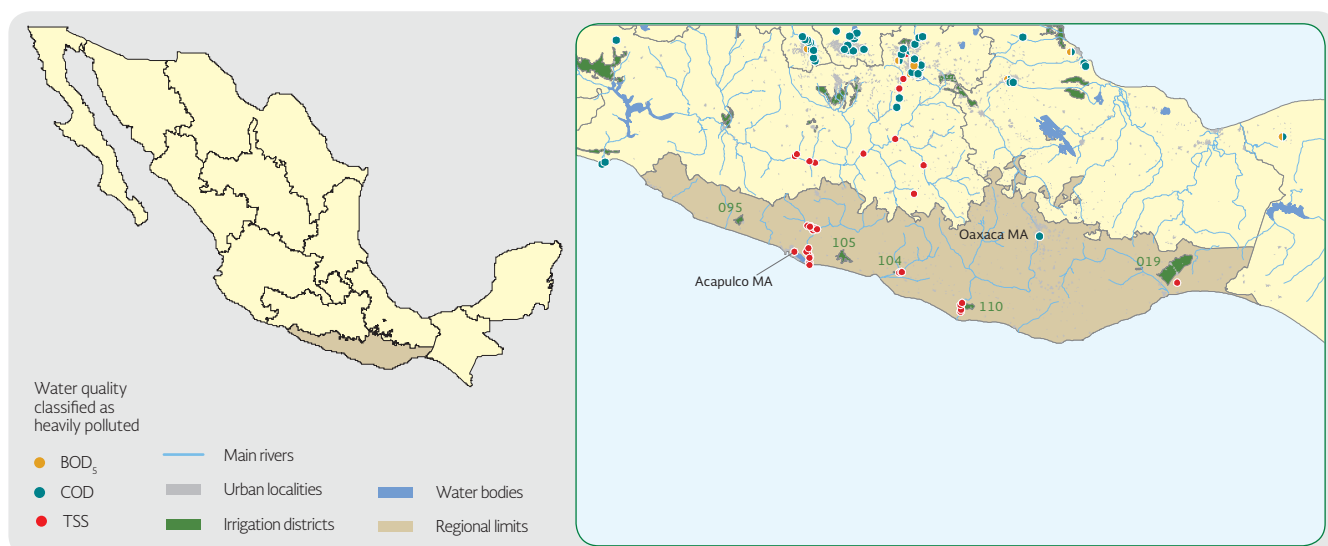 Water quality
classified as
heavily polluted
BOD₅
COD
TSS
Main rivers
Urban localities
Irrigation districts
Water bodies
Regional limits
095
105
104
110
019
Oaxaca MA
Acapulco MA